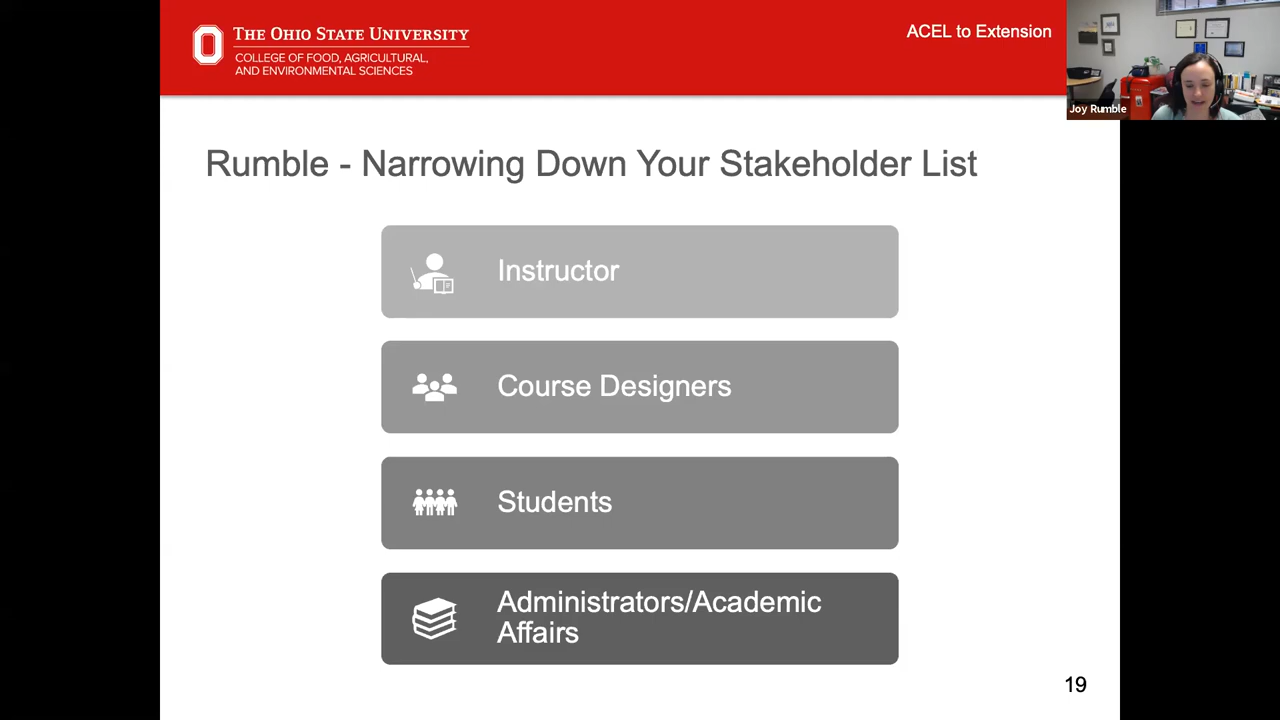 THE OHIO STATE UNIVERSITY
COLLEGE OF FOOD, AGRICULTURAL,
AND ENVIRONMENTAL SCIENCES
ACEL to Extension
Joy Rumble
Rumble - Narrowing Down Your Stakeholder List
Instructor
Course Designers
Students
Administrators/Academic
Affairs
19